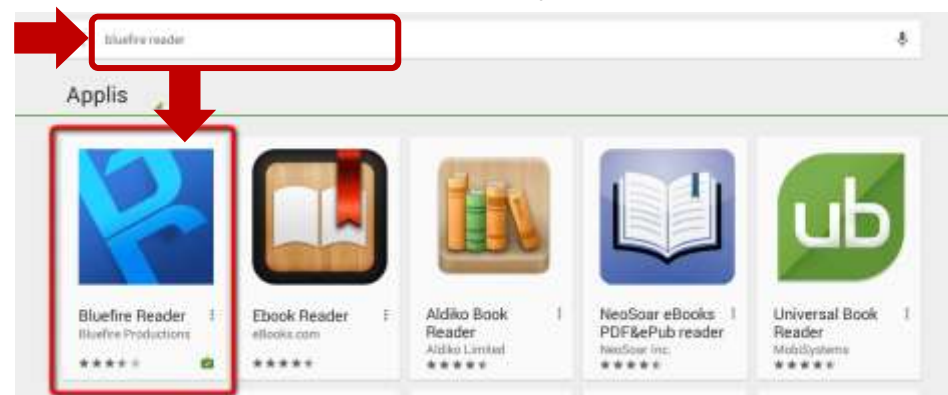 bluefire reader
Applis
Bluefire Reader
Bluefire Productions
Ebook Reader
eBooks.com
Aldiko Book
Reader
Aldiko Limited
NeoSoar eBooks
PDF&ePub reader
NeoSoar Inc.
ub
Universal Book
Reader
MobiSystems